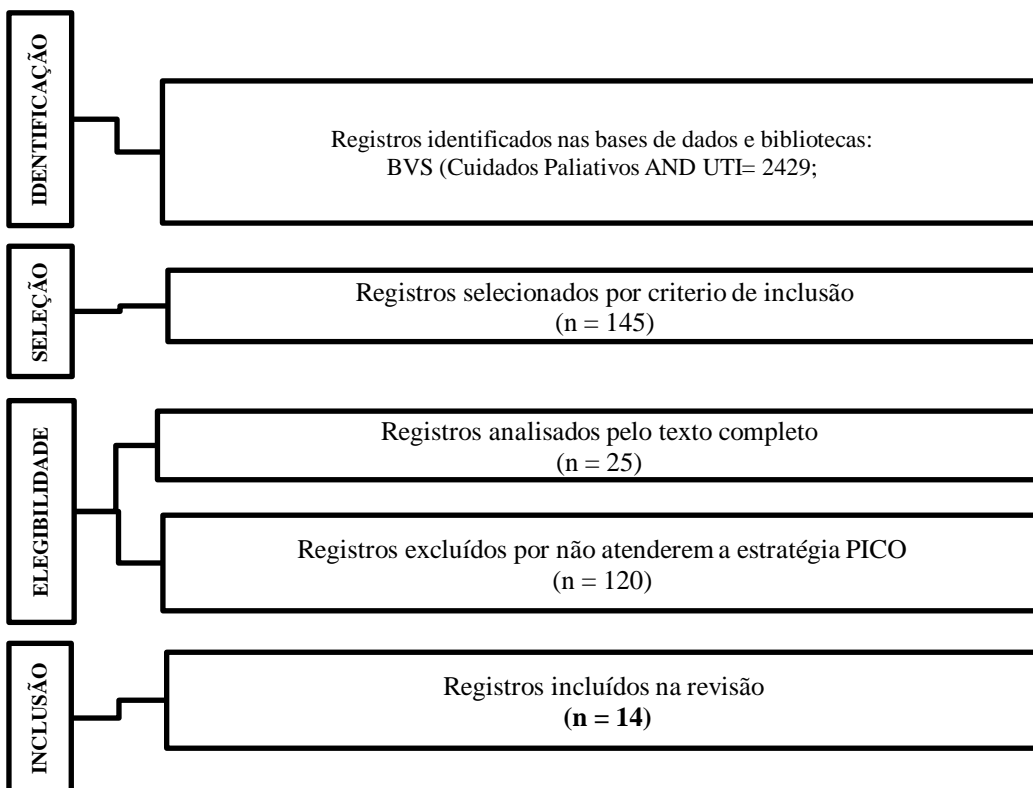 IDENTIFICAÇÃO
Registros identificados nas bases de dados e bibliotecas:
BVS (Cuidados Paliativos AND UTI= 2429;
SELEÇÃO
Registros selecionados por criterio de inclusão
(n = 145)
ELEGIBILIDADE
Registros analisados pelo texto completo
(n = 25)
Registros excluídos por não atenderem a estratégia PICO
(n = 120)
INCLUSÃO
Registros incluídos na revisão
(n = 14)